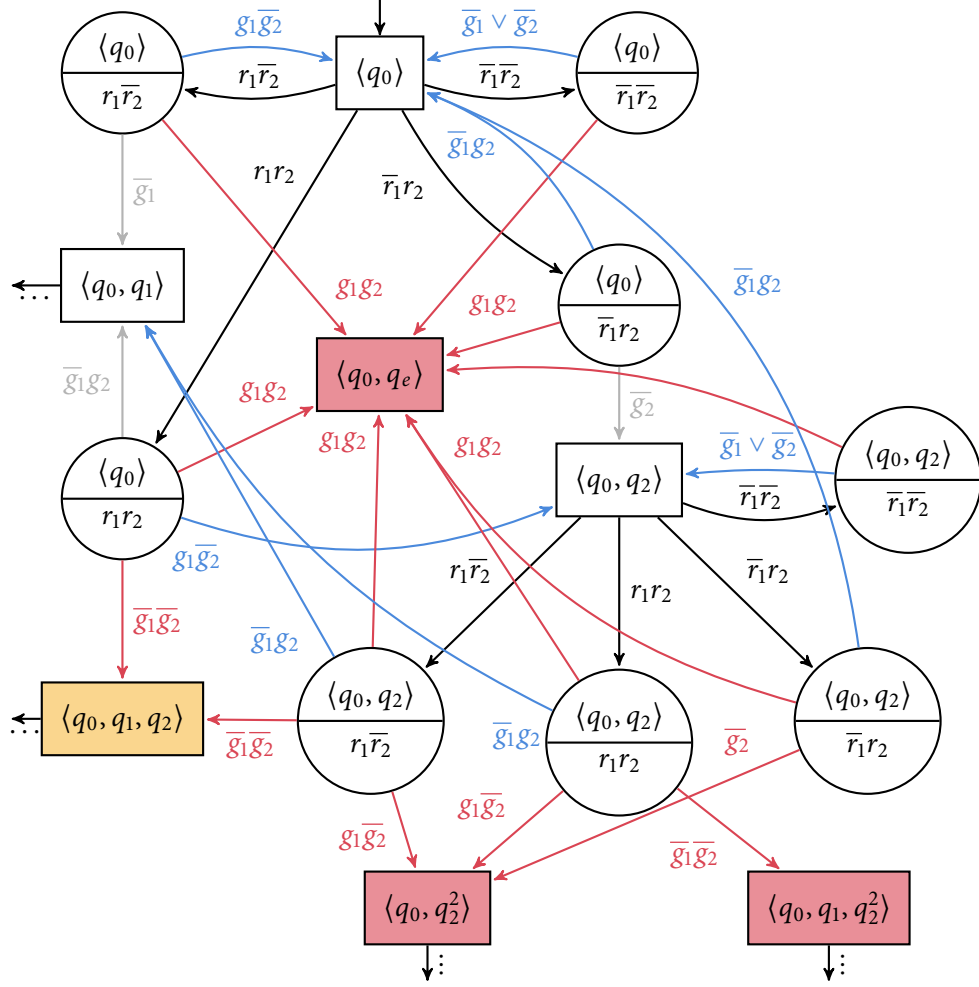 g₁g̅₂̅
g̅₁̅ ∨ g̅₂̅
⟨q₀⟩
r₁r̅₂̅
⟨q₀⟩
r₁r̅₂̅
r̅₁r̅₂̅
⟨q₀⟩
r̅₁r̅₂̅
g̅₁g₂
r₁r₂
r̅₁r₂
g̅₁̅
⟨q₀, q₁⟩
...
⟨q₀⟩
r̅₁r₂
g̅₁g₂
g₁g₂
g₁g₂
⟨q₀, qₑ⟩
g̅₁g₂
g₁g₂
g̅₂̅
g₁g₂
g₁g₂
g̅₁̅ ∨ g̅₂̅
⟨q₀⟩
r₁r₂
⟨q₀, q₂⟩
r̅₁r̅₂̅
⟨q₀, q₂⟩
r̅₁r̅₂̅
g₁g̅₂̅
r₁r̅₂̅
r₁r₂
r̅₁r₂
g̅₁g̅₂̅
g̅₁g₂
⟨q₀, q₁, q₂⟩
...
g̅₁g̅₂̅
⟨q₀, q₂⟩
r₁r̅₂̅
g̅₁g₂
⟨q₀, q₂⟩
r₁r₂
g̅₂̅
⟨q₀, q₂⟩
r̅₁r₂
g₁g̅₂̅
g₁g̅₂̅
g̅₁g̅₂̅
⟨q₀, q₂²⟩
⟨q₀, q₁, q₂²⟩
...
...